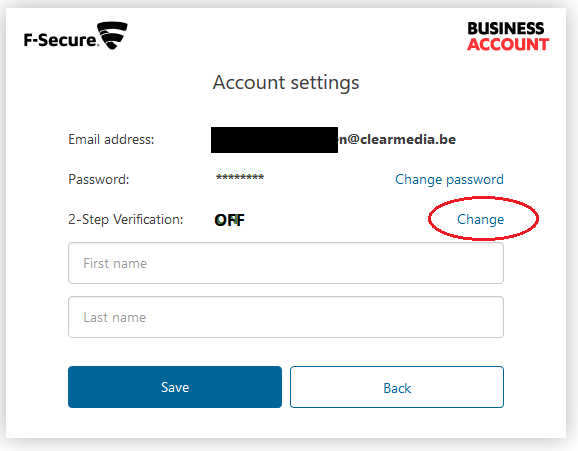 F-Secure.
BUSINESS
ACCOUNT
Account settings
Email address: n@clearmedia.be
Password: ******** Change password
2-Step Verification: OFF Change
First name
Last name
Save Back